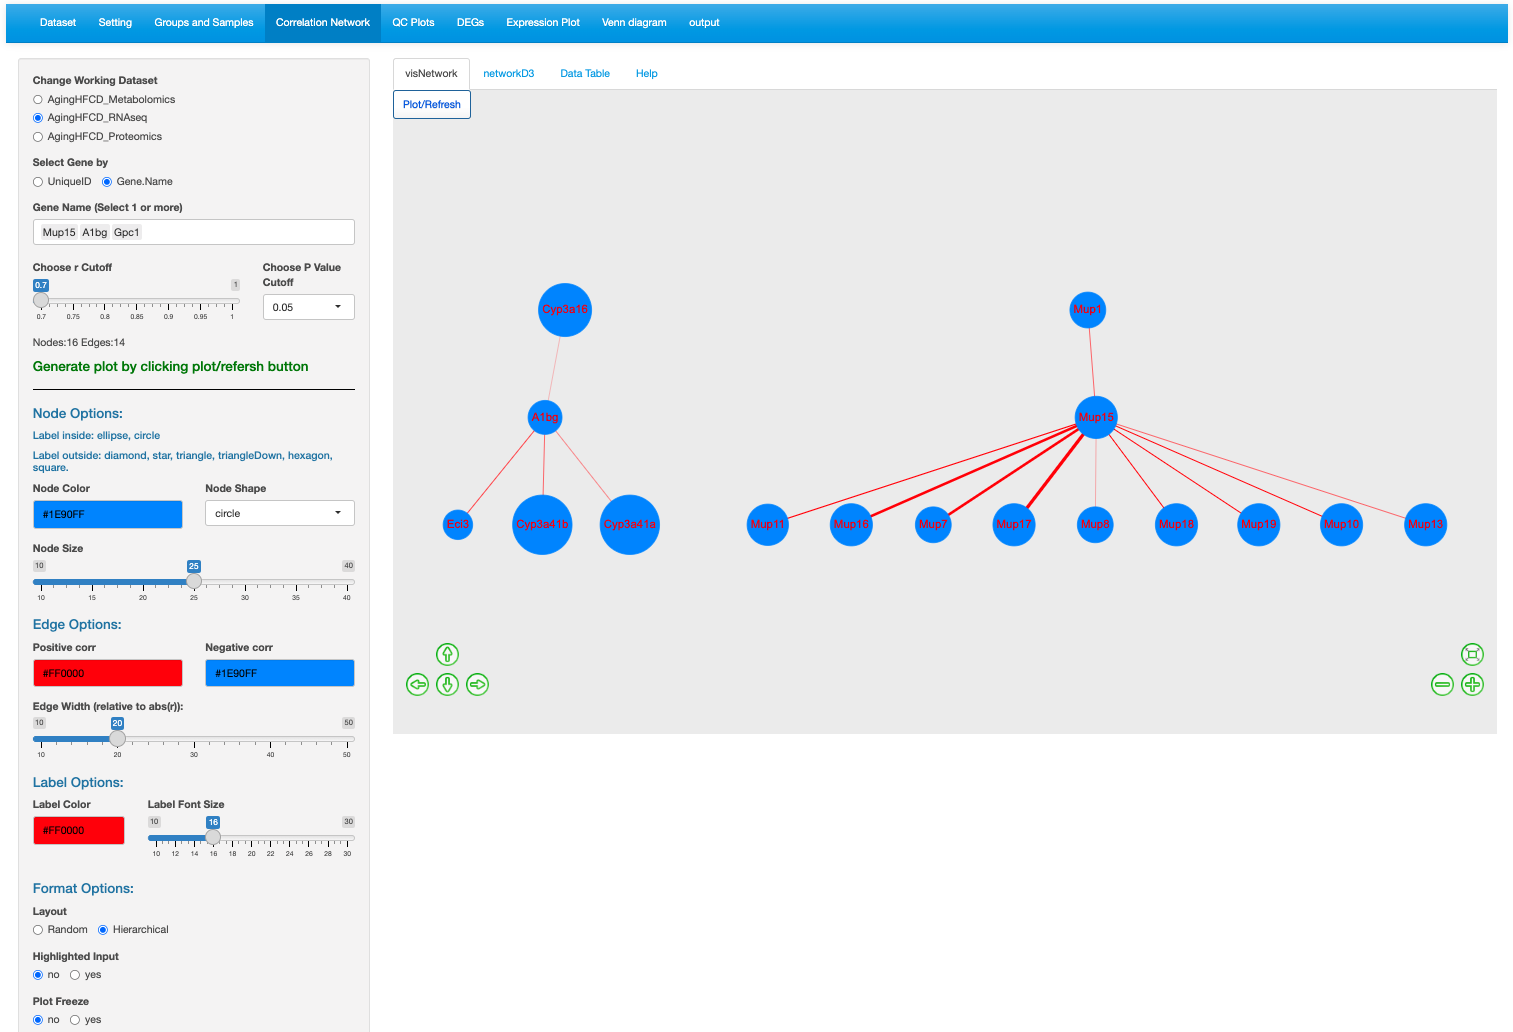 Dataset Setting Groups and Samples Correlation Network QC Plots DEGs Expression Plot Venn diagram output
Change Working Dataset
AgingHFCD_Metabolomics
AgingHFCD_RNAseq
AgingHFCD_Proteomics
Select Gene by
UniqueID Gene.Name
Gene Name (Select 1 or more)
Mup15 A1bg Gpc1
Choose r Cutoff
0.7 1
0.7 0.75 0.8 0.85 0.9 0.95 1
Choose P Value
Cutoff
0.05
Nodes:16 Edges:14
Generate plot by clicking plot/refersh button
Node Options:
Label inside: ellipse, circle
Label outside: diamond, star, triangle, triangleDown, hexagon,
square.
Node Color Node Shape
#1E90FF circle
Node Size
10 25 40
10 15 20 25 30 35 40
Edge Options:
Positive corr Negative corr
#FF0000 #1E90FF
Edge Width (relative to abs(r)):
10 20 50
10 20 30 40 50
Label Options:
Label Color Label Font Size
#FF0000
10 16 30
10 12 14 16 18 20 22 24 26 28 30
Format Options:
Layout
Random Hierarchical
Highlighted Input
no yes
Plot Freeze
no yes
visNetwork networkD3 Data Table Help
Plot/Refresh
Cyp3a16 Mup1
A1bg Mup15
Eci3 Cyp3a41b Cyp3a41a Mup11 Mup16 Mup7 Mup17 Mup8 Mup18 Mup19 Mup10 Mup13